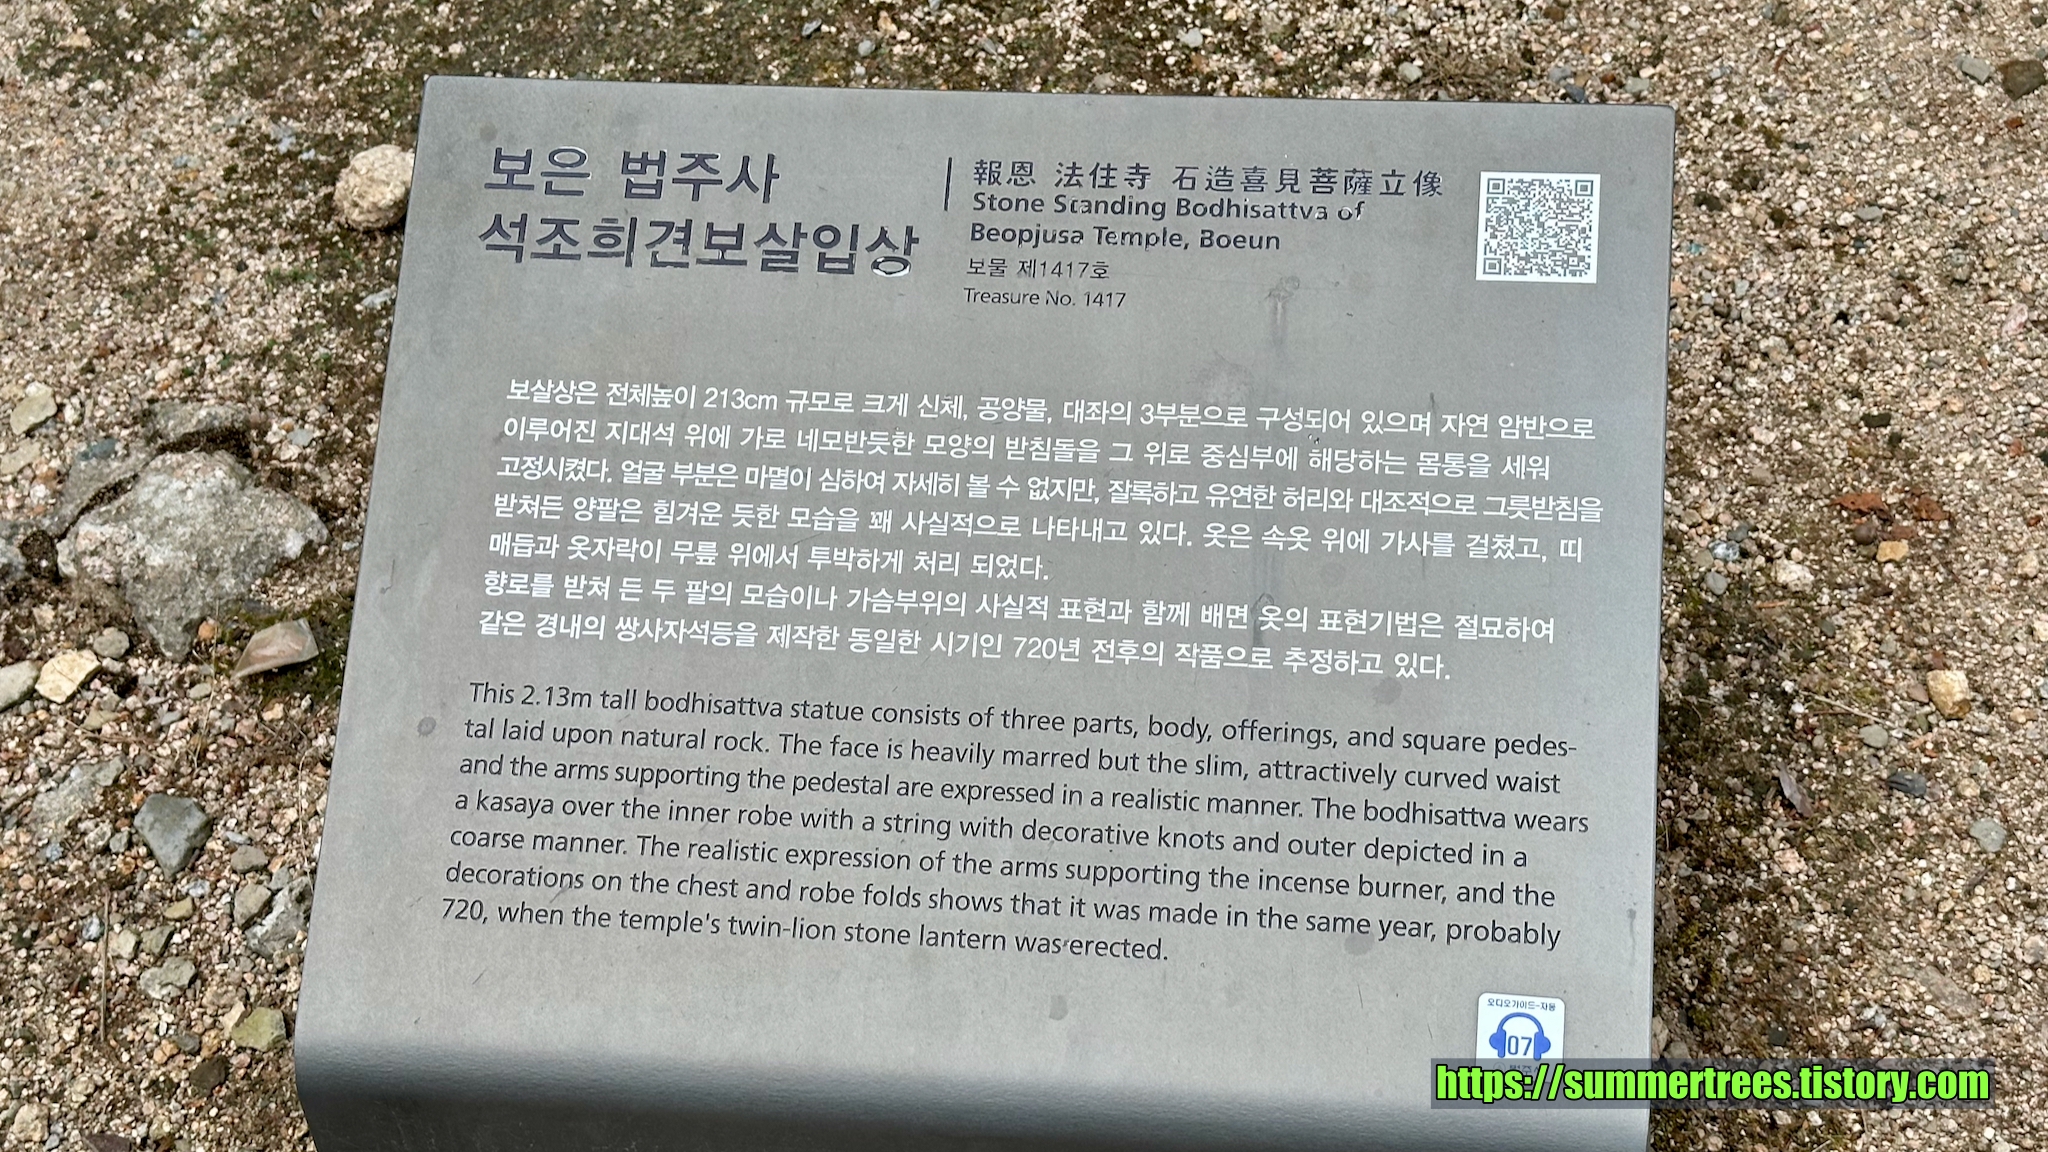 보은 법주사
석조희견보살입상
報恩 法住寺 石造喜見菩薩立像
Stone Standing Bodhisattva of
Beopjusa Temple, Boeun
보물 제1417호
Treasure No. 1417
보살상은 전체높이 213cm 규모로 크게 신체, 공양물, 대좌의 3부분으로 구성되어 있으며 자연 암반으로
이루어진 지대석 위에 가로 네모반듯한 모양의 받침돌을 그 위로 중심부에 해당하는 몸통을 세워
고정시켰다. 얼굴 부분은 마멸이 심하여 자세히 볼 수 없지만, 잘록하고 유연한 허리와 대조적으로 그릇받침을
받쳐든 양팔은 힘겨운 듯한 모습을 꽤 사실적으로 나타내고 있다. 옷은 속옷 위에 가사를 걸쳤고, 띠
매듭과 옷자락이 무릎 위에서 투박하게 처리 되었다.
향로를 받쳐 든 두 팔의 모습이나 가슴부위의 사실적 표현과 함께 배면 옷의 표현기법은 절묘하여
같은 경내의 쌍사자석등을 제작한 동일한 시기인 720년 전후의 작품으로 추정하고 있다.
This 2.13m tall bodhisattva statue consists of three parts, body, offerings, and square pedes-
tal laid upon natural rock. The face is heavily marred but the slim, attractively curved waist
and the arms supporting the pedestal are expressed in a realistic manner. The bodhisattva wears
a kasaya over the inner robe with a string with decorative knots and outer depicted in a
coarse manner. The realistic expression of the arms supporting the incense burner, and the
decorations on the chest and robe folds shows that it was made in the same year, probably
720, when the temple's twin-lion stone lantern was erected.
오디오가이드-자동
07
https://summertrees.tistory.com